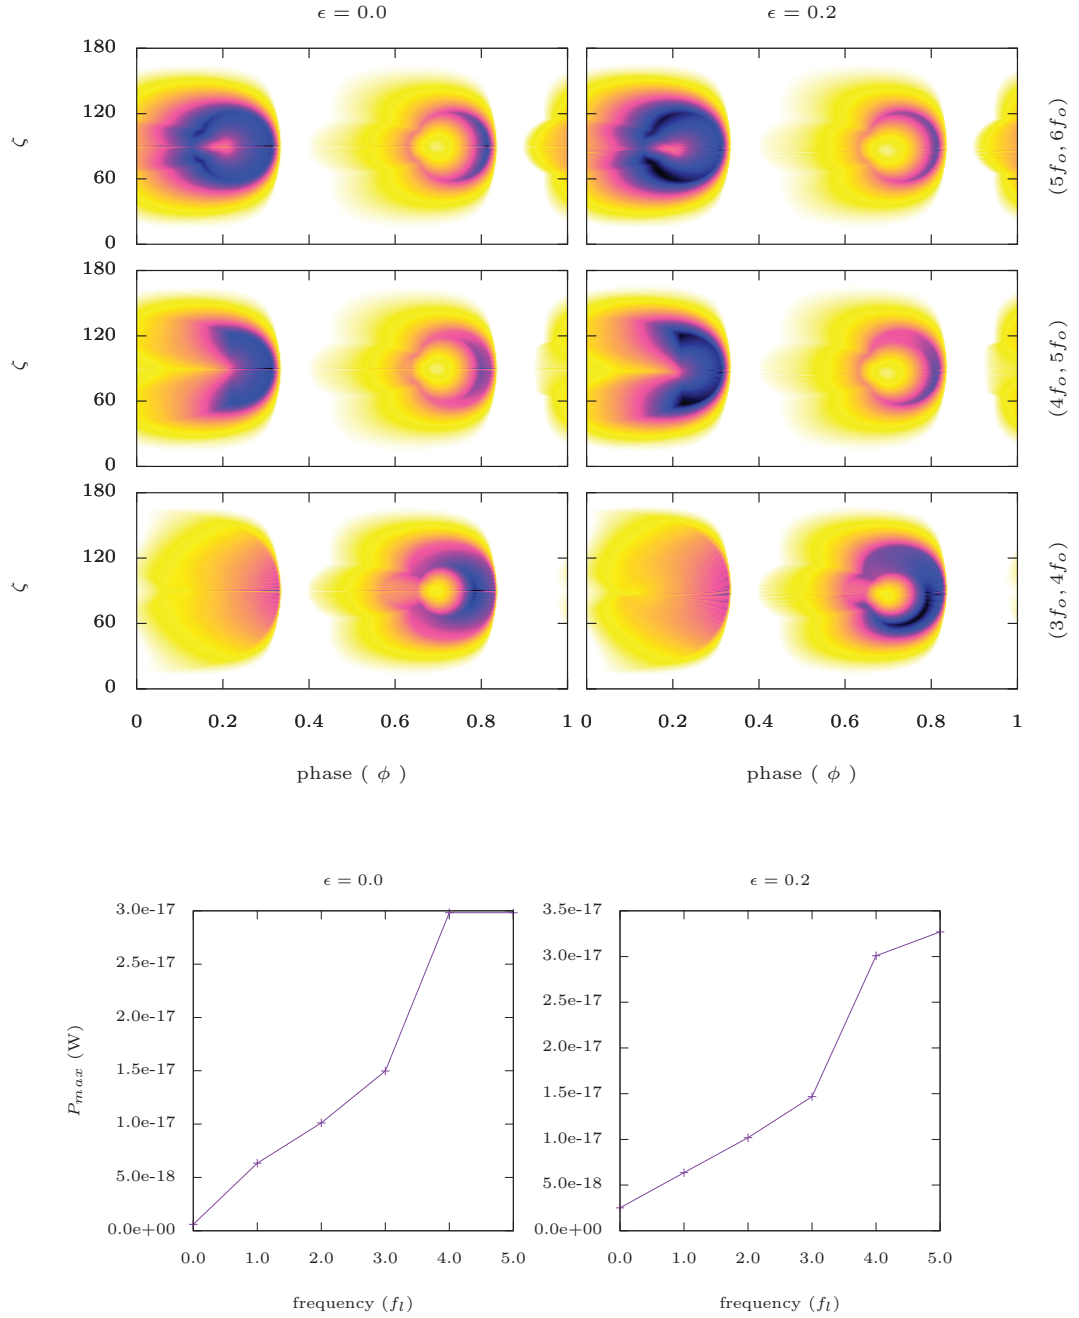 ϵ = 0.0 ϵ = 0.2
180
120
60
0
ζ
(5f_o, 6f_o)
180
120
60
0
ζ
(4f_o, 5f_o)
180
120
60
0
ζ
(3f_o, 4f_o)
0 0.2 0.4 0.6 0.8 1 0 0.2 0.4 0.6 0.8 1
phase ( ϕ ) phase ( ϕ )
ϵ = 0.0 ϵ = 0.2
3.0e-17
2.5e-17
2.0e-17
1.5e-17
1.0e-17
5.0e-18
0.0e+00
P_max (W)
0.0 1.0 2.0 3.0 4.0 5.0
frequency (f_l)
3.5e-17
3.0e-17
2.5e-17
2.0e-17
1.5e-17
1.0e-17
5.0e-18
0.0e+00
0.0 1.0 2.0 3.0 4.0 5.0
frequency (f_l)